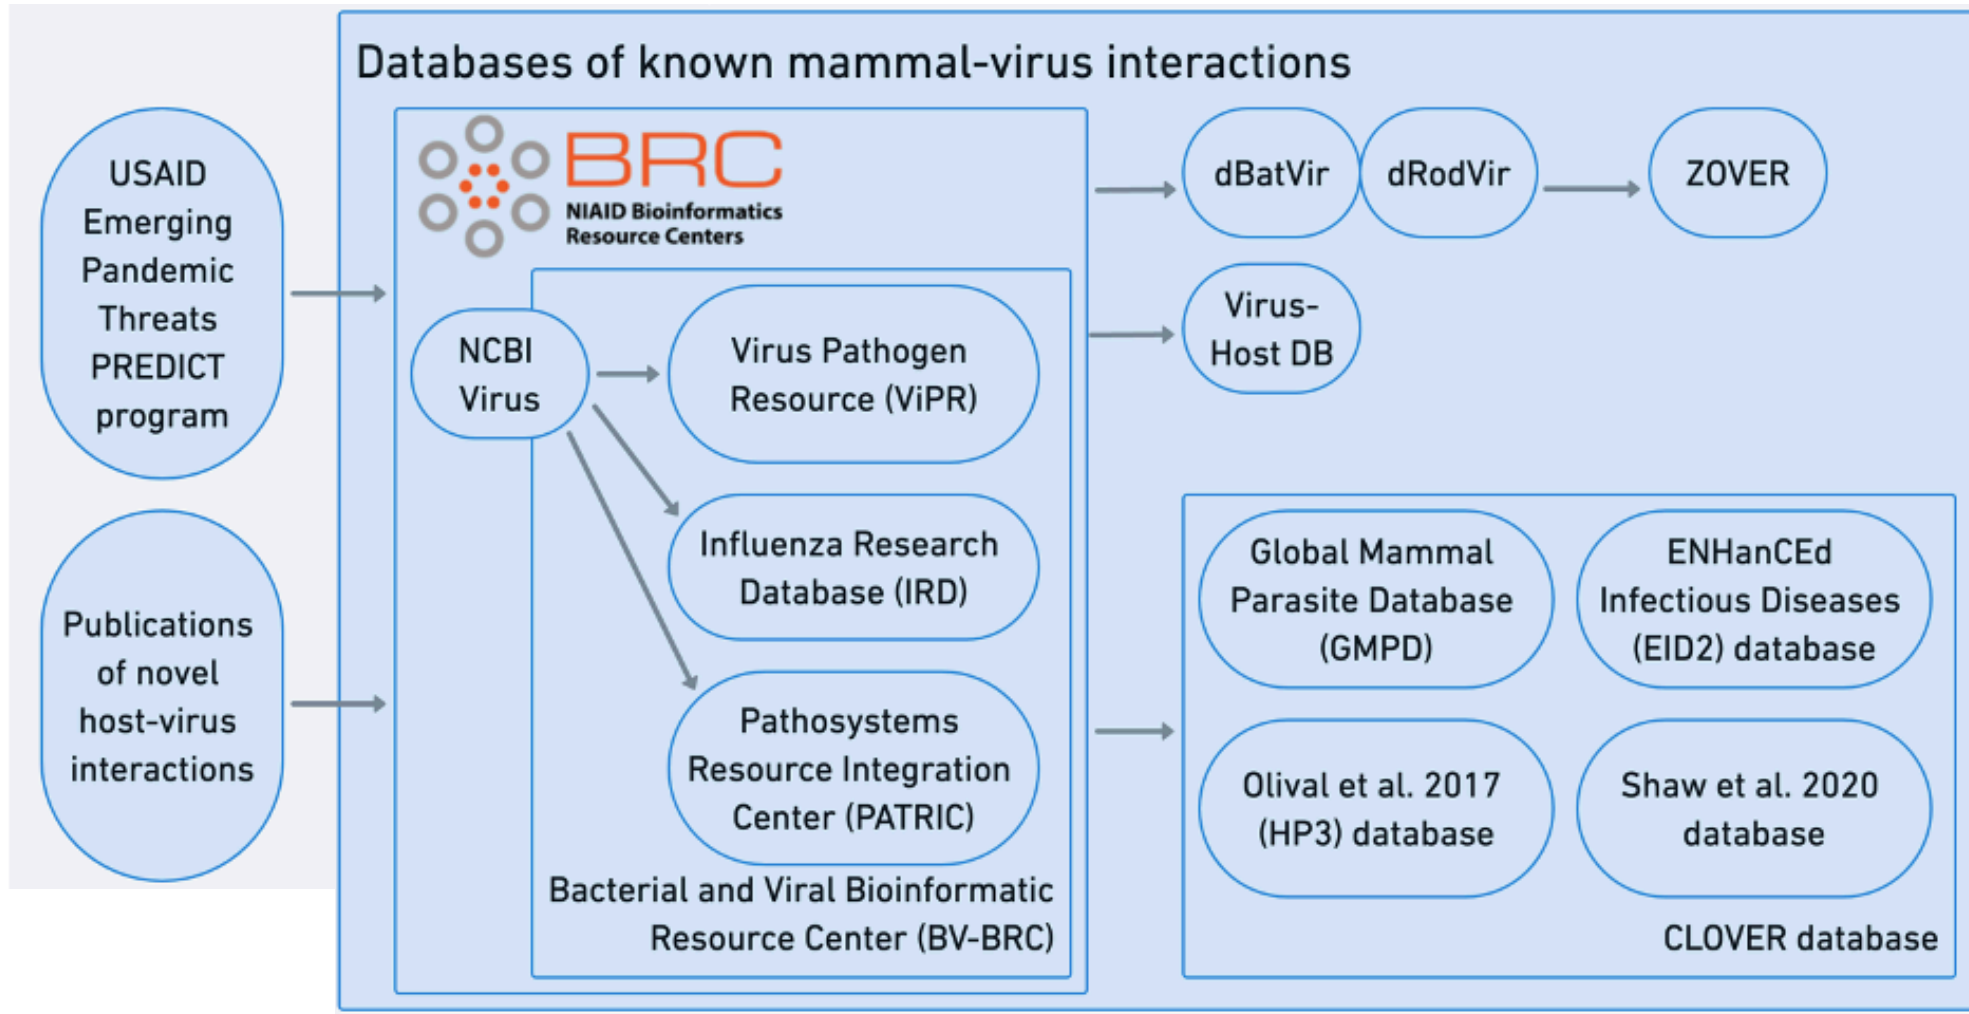 Databases of known mammal-virus interactions
USAID
Emerging
Pandemic
Threats
PREDICT
program
Publications
of novel
host-virus
interactions
BRC
NIAID Bioinformatics
Resource Centers
NCBI
Virus
Virus Pathogen
Resource (ViPR)
Influenza Research
Database (IRD)
Pathosystems
Resource Integration
Center (PATRIC)
Bacterial and Viral Bioinformatic
Resource Center (BV-BRC)
dBatVir
dRodVir
ZOVER
Virus-
Host DB
Global Mammal
Parasite Database
(GMPD)
ENHanCEd
Infectious Diseases
(EID2) database
Olival et al. 2017
(HP3) database
Shaw et al. 2020
database
CLOVER database